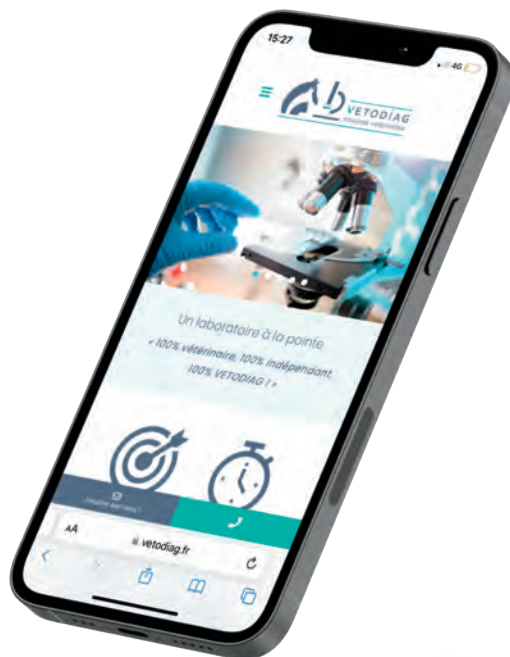 15:27
4G
VETODIAG
Un laboratoire à la pointe
« 100% vétérinaire, 100% indépendant,
100% VETODIAG ! »
AA
vetodiag.fr